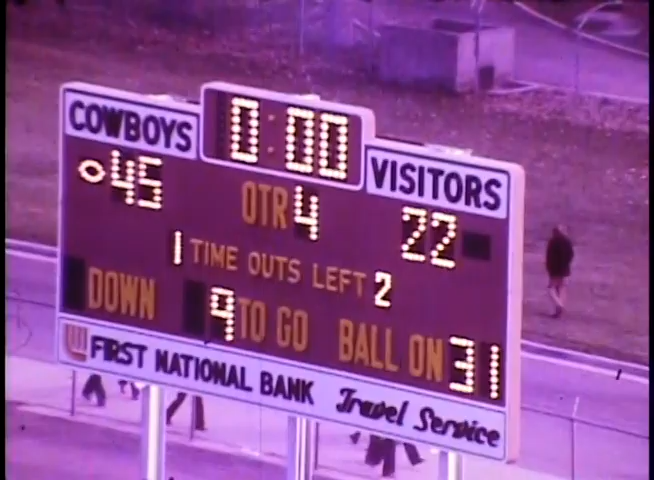 0:00
COWBOYS VISITORS
45 QTR 4 22
1 TIME OUTS LEFT 2
DOWN 9 TO GO BALL ON 31
FIRST NATIONAL BANK Travel Service